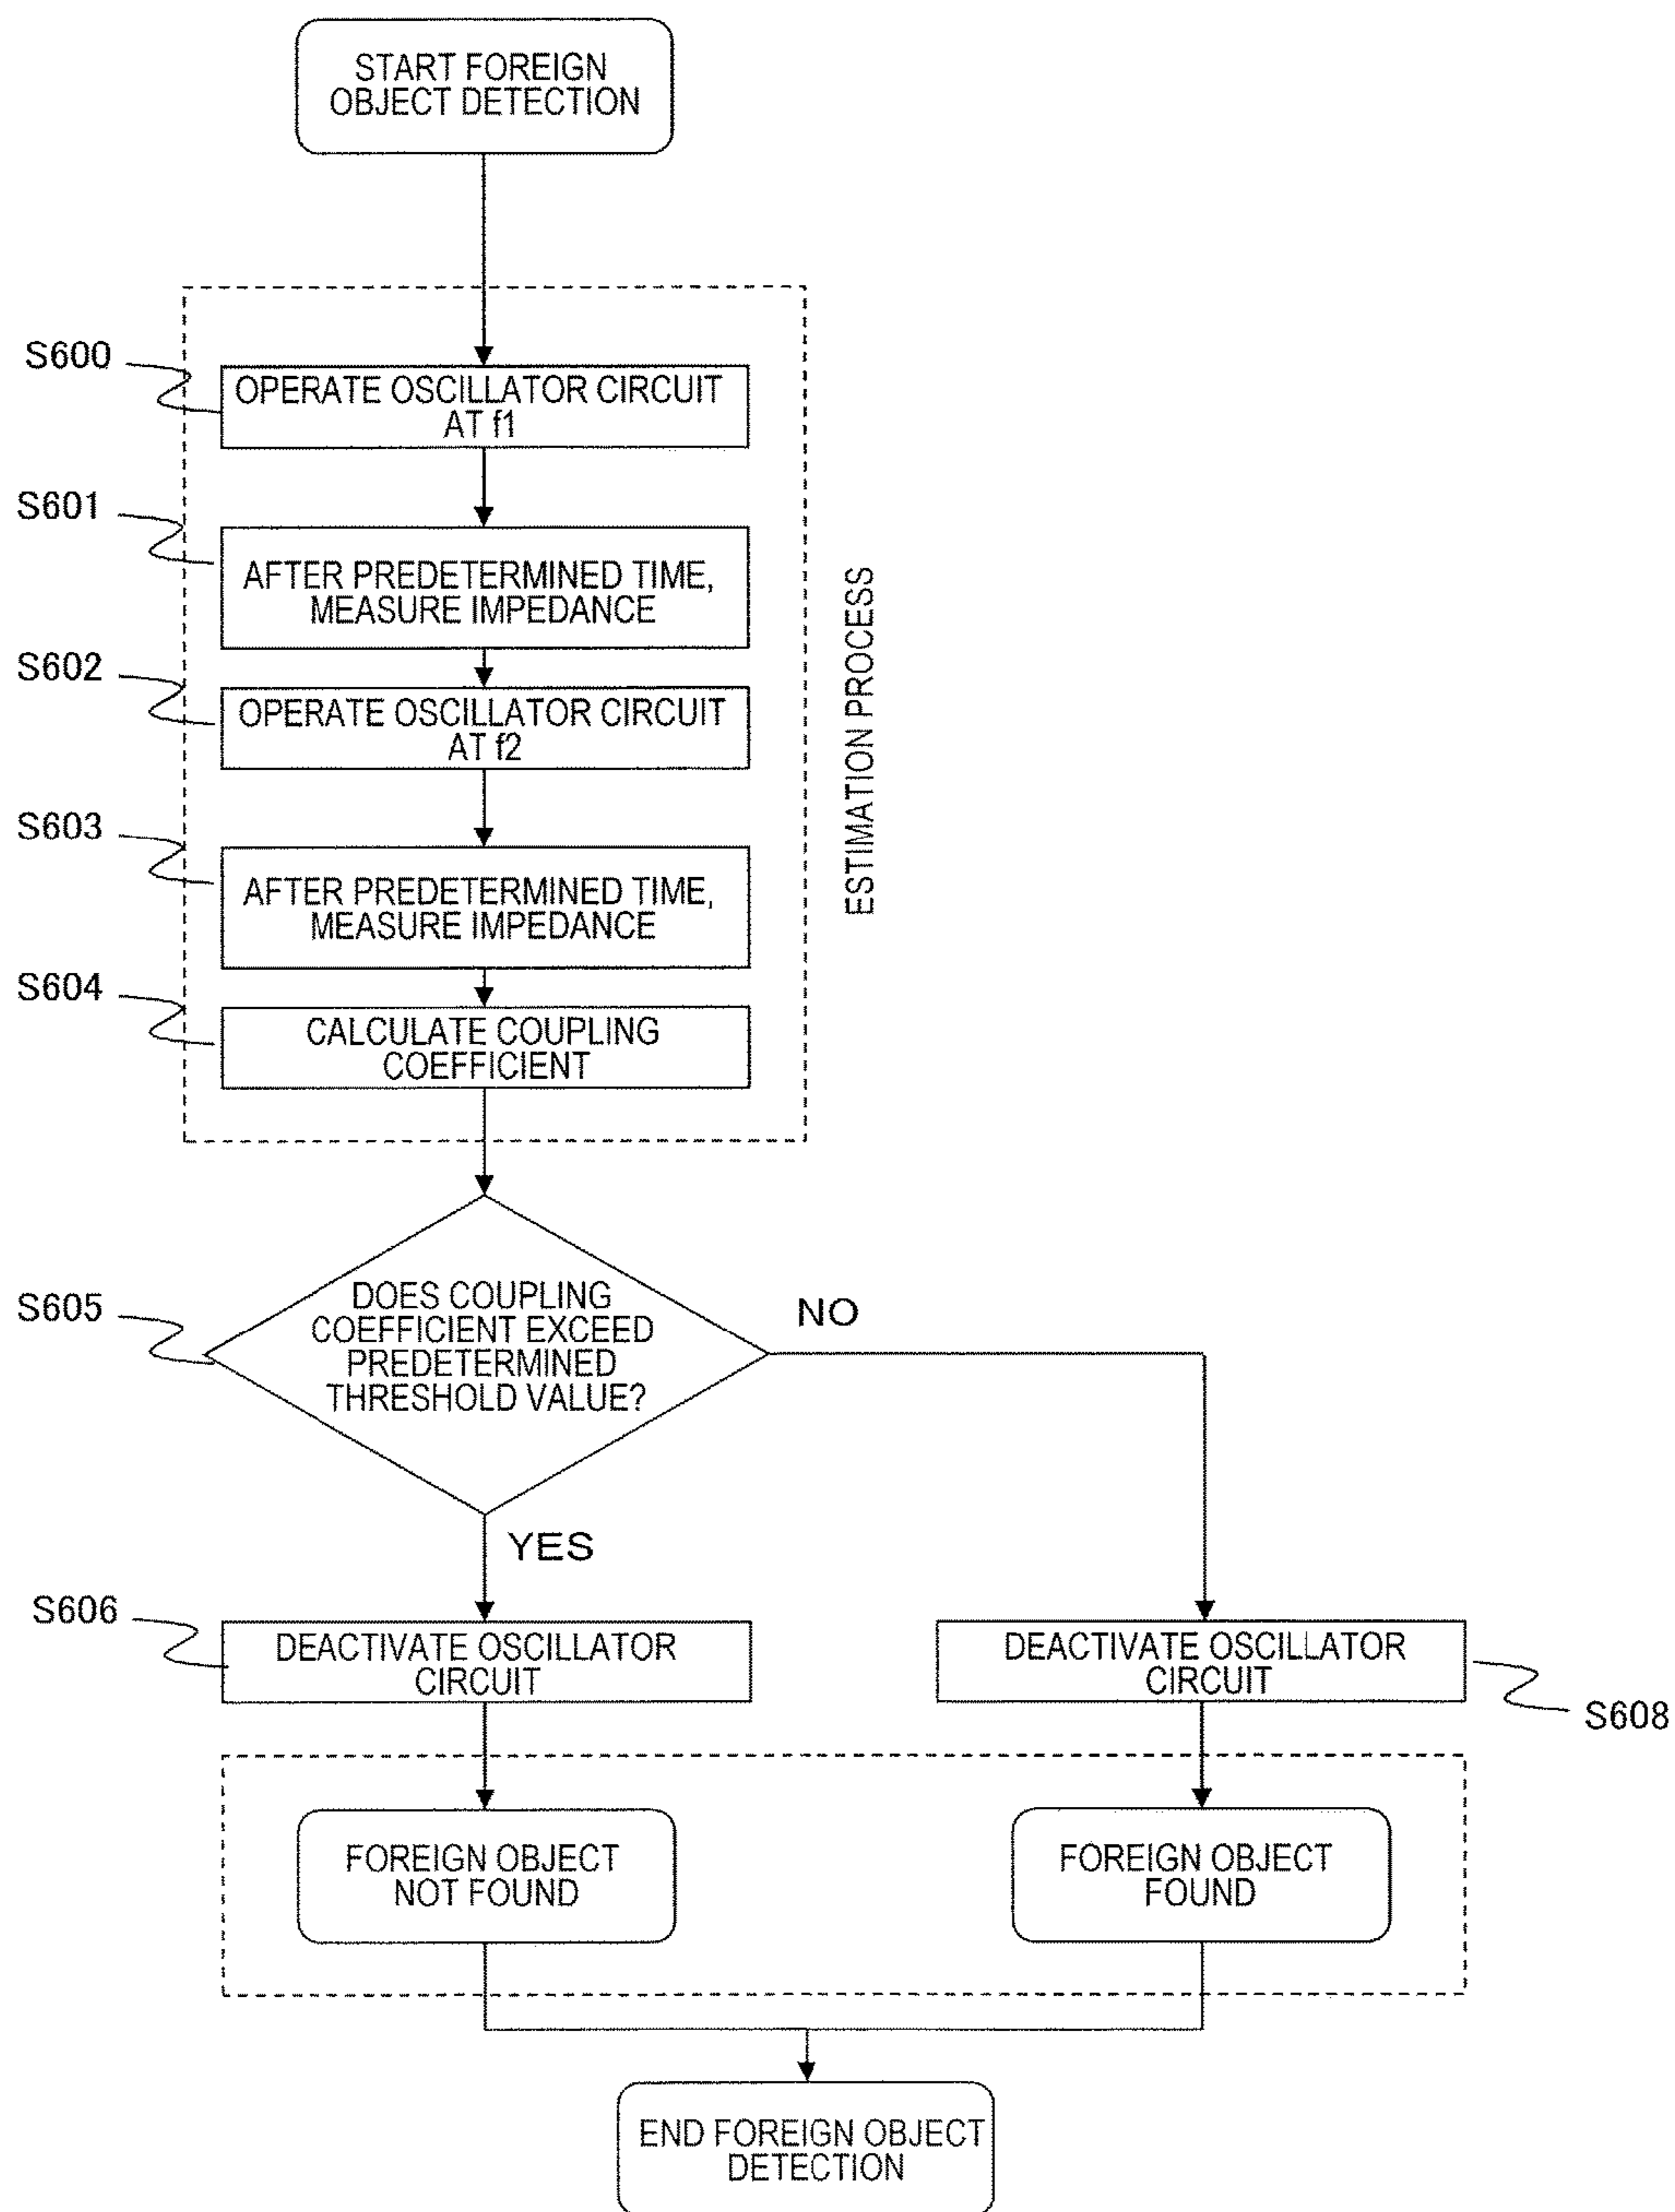 START FOREIGN
OBJECT DETECTION
S600
OPERATE OSCILLATOR CIRCUIT
AT f1
S601
AFTER PREDETERMINED TIME,
MEASURE IMPEDANCE
S602
OPERATE OSCILLATOR CIRCUIT
AT f2
S603
AFTER PREDETERMINED TIME,
MEASURE IMPEDANCE
S604
CALCULATE COUPLING
COEFFICIENT
ESTIMATION PROCESS
S605
DOES COUPLING
COEFFICIENT EXCEED
PREDETERMINED
THRESHOLD VALUE?
NO
YES
S606
DEACTIVATE OSCILLATOR
CIRCUIT
DEACTIVATE OSCILLATOR
CIRCUIT
S608
FOREIGN OBJECT
NOT FOUND
FOREIGN OBJECT
FOUND
END FOREIGN OBJECT
DETECTION